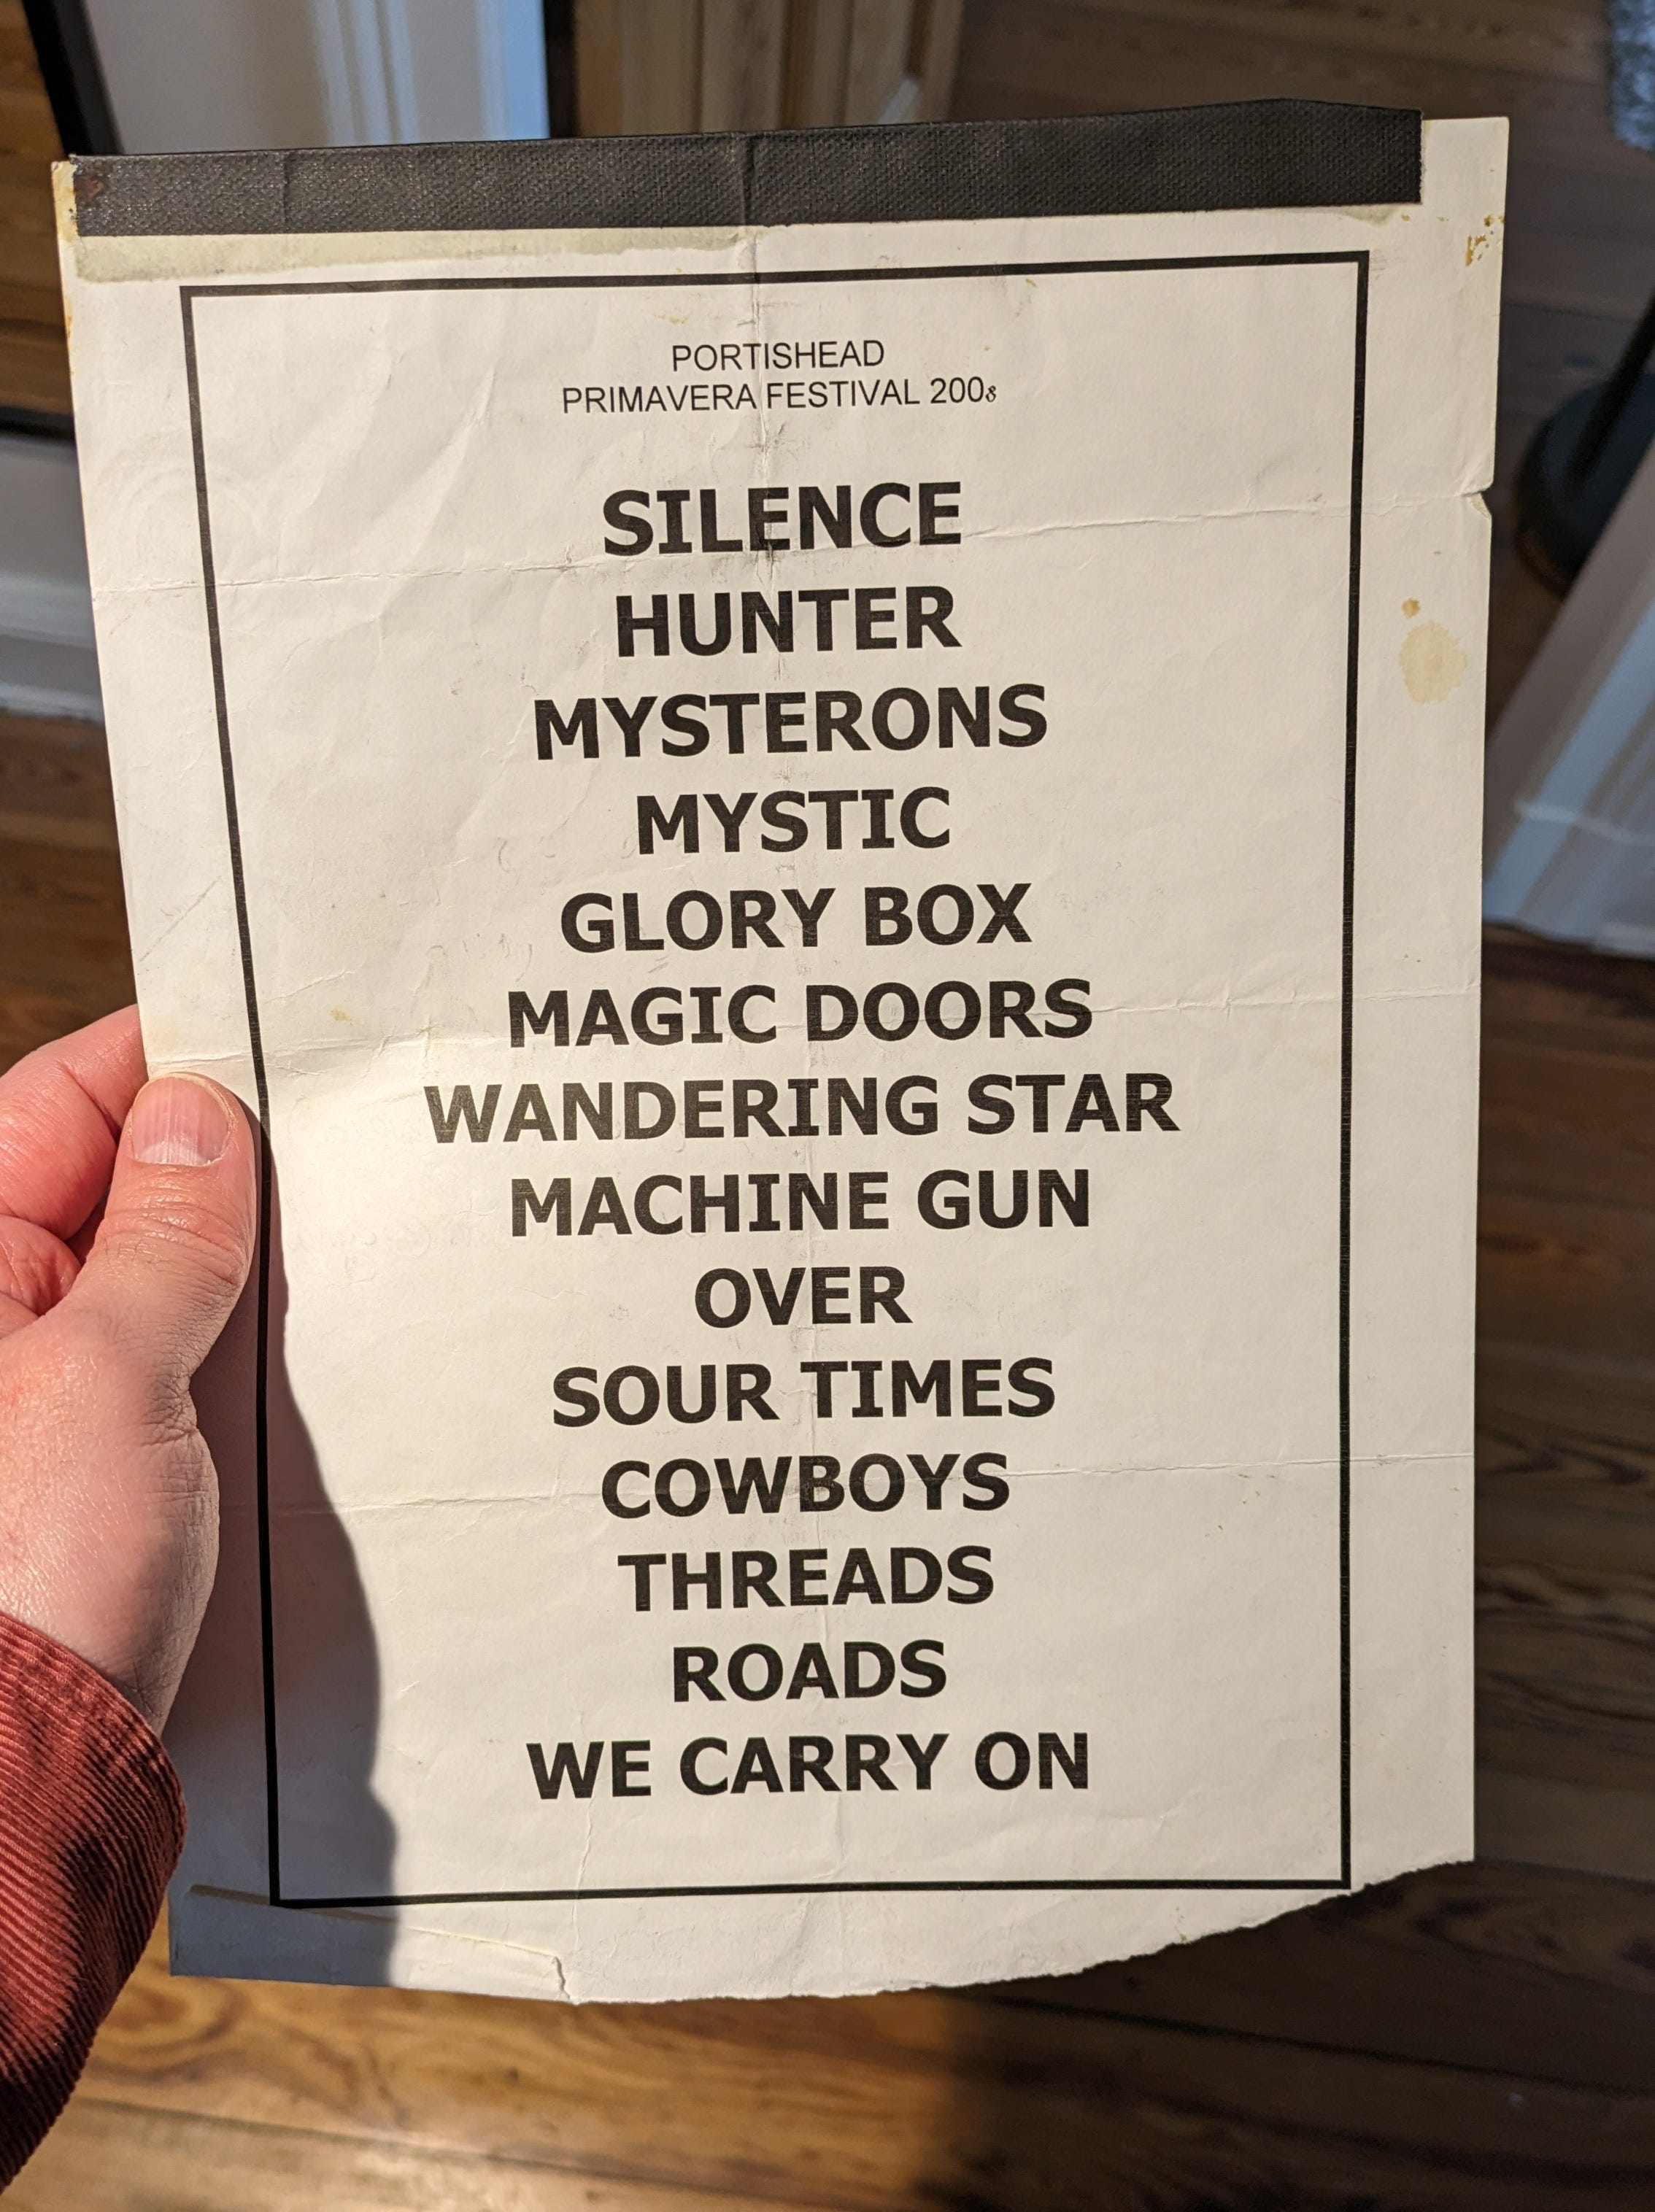 PORTISHEAD
PRIMAVERA FESTIVAL 2008
SILENCE
HUNTER
MYSTERONS
MYSTIC
GLORY BOX
MAGIC DOORS
WANDERING STAR
MACHINE GUN
OVER
SOUR TIMES
COWBOYS
THREADS
ROADS
WE CARRY ON